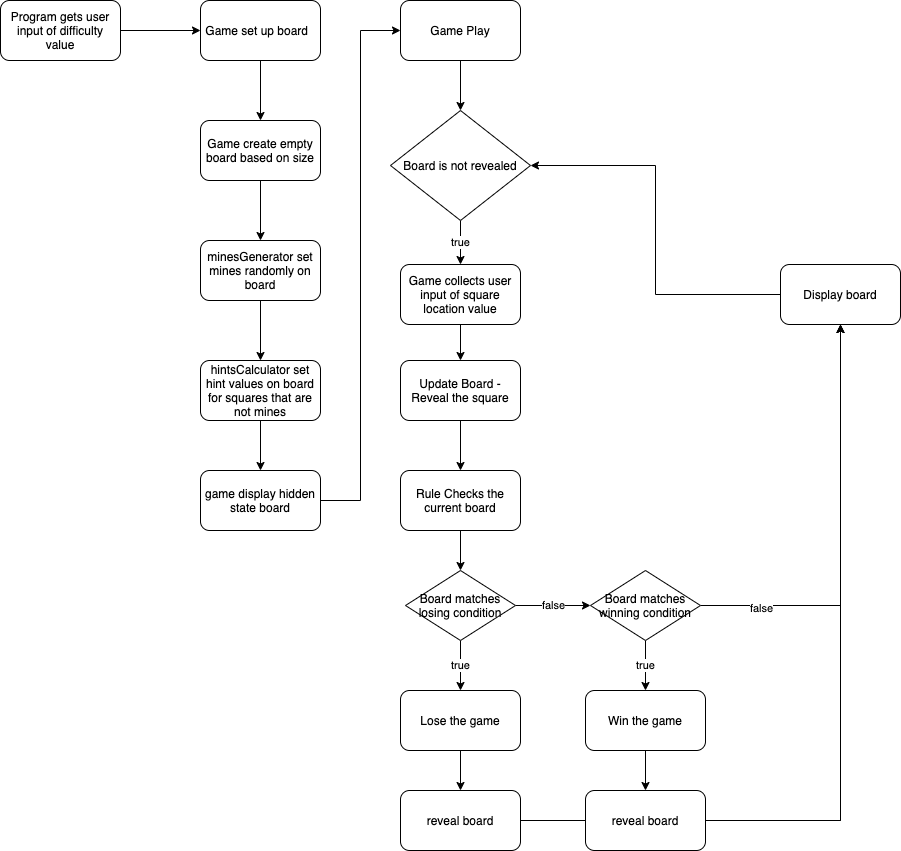 Program gets user
input of difficulty
value
Game set up board
Game create empty
board based on size
minesGenerator set
mines randomly on
board
hintsCalculator set
hint values on board
for squares that are
not mines
game display hidden
state board
Game Play
Board is not revealed
true
Game collects user
input of square
location value
Update Board -
Reveal the square
Rule Checks the
current board
Board matches
losing condition
false
Board matches
winning condition
false
true
true
Lose the game
Win the game
reveal board
reveal board
Display board